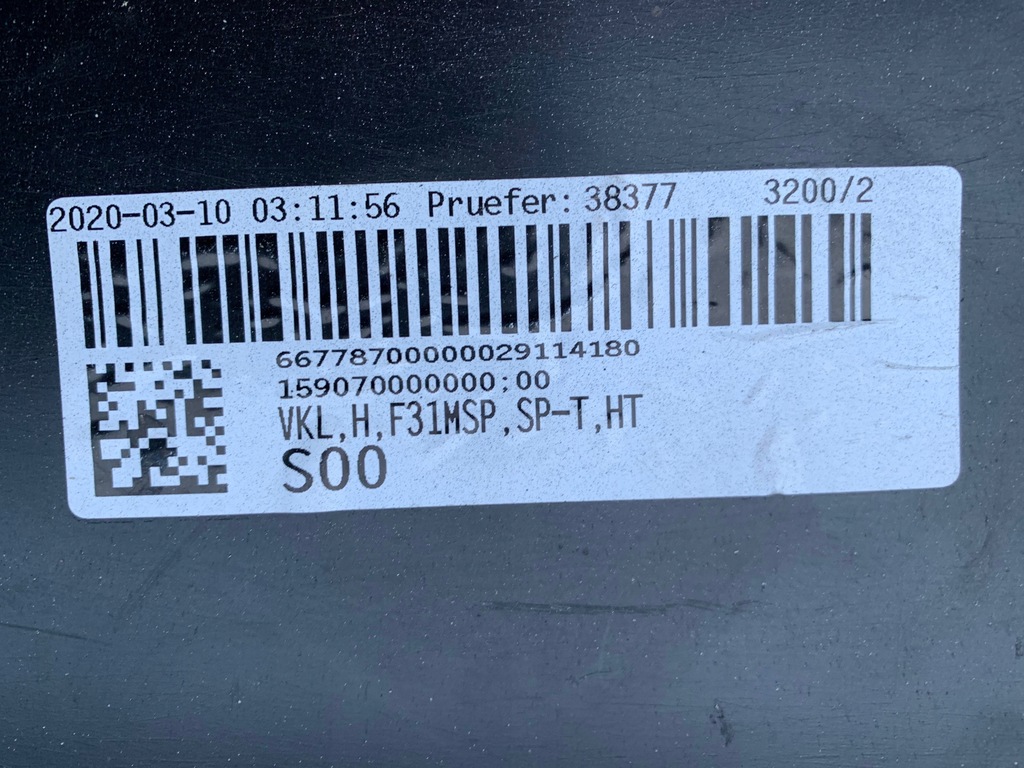 2020-03-10 03:11:56 Pruefer: 38377 3200/2
66778700000029114180
159070000000;00
VKL,H,F31MSP,SP-T,HT
S00